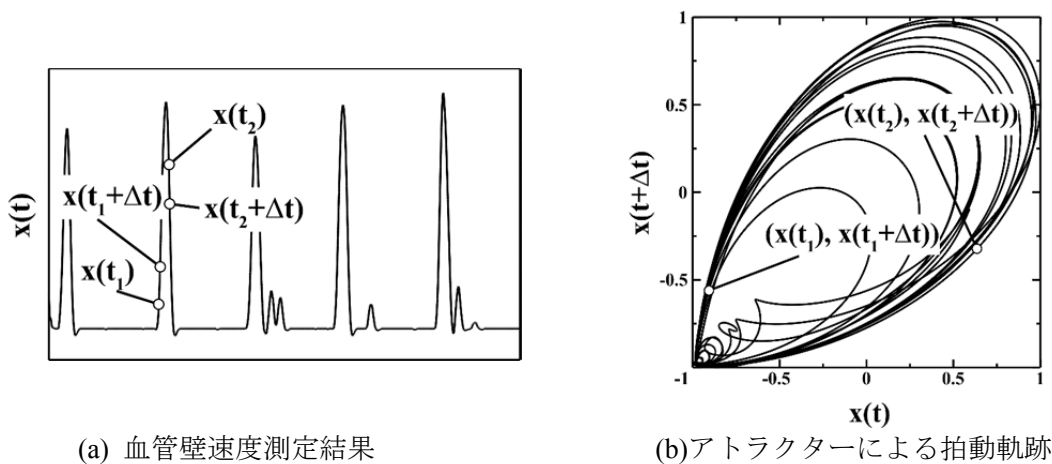 x(t)
x(t₂)
x(t₁+Δt)
x(t₂+Δt)
x(t₁)
(a) 血管壁速度測定結果
1
0.5
0
-0.5
-1
-0.5
0
0.5
1
x(t+Δt)
(x(t₂), x(t₂+Δt))
(x(t₁), x(t₁+Δt))
x(t)
(b)アトラクターによる拍動軌跡